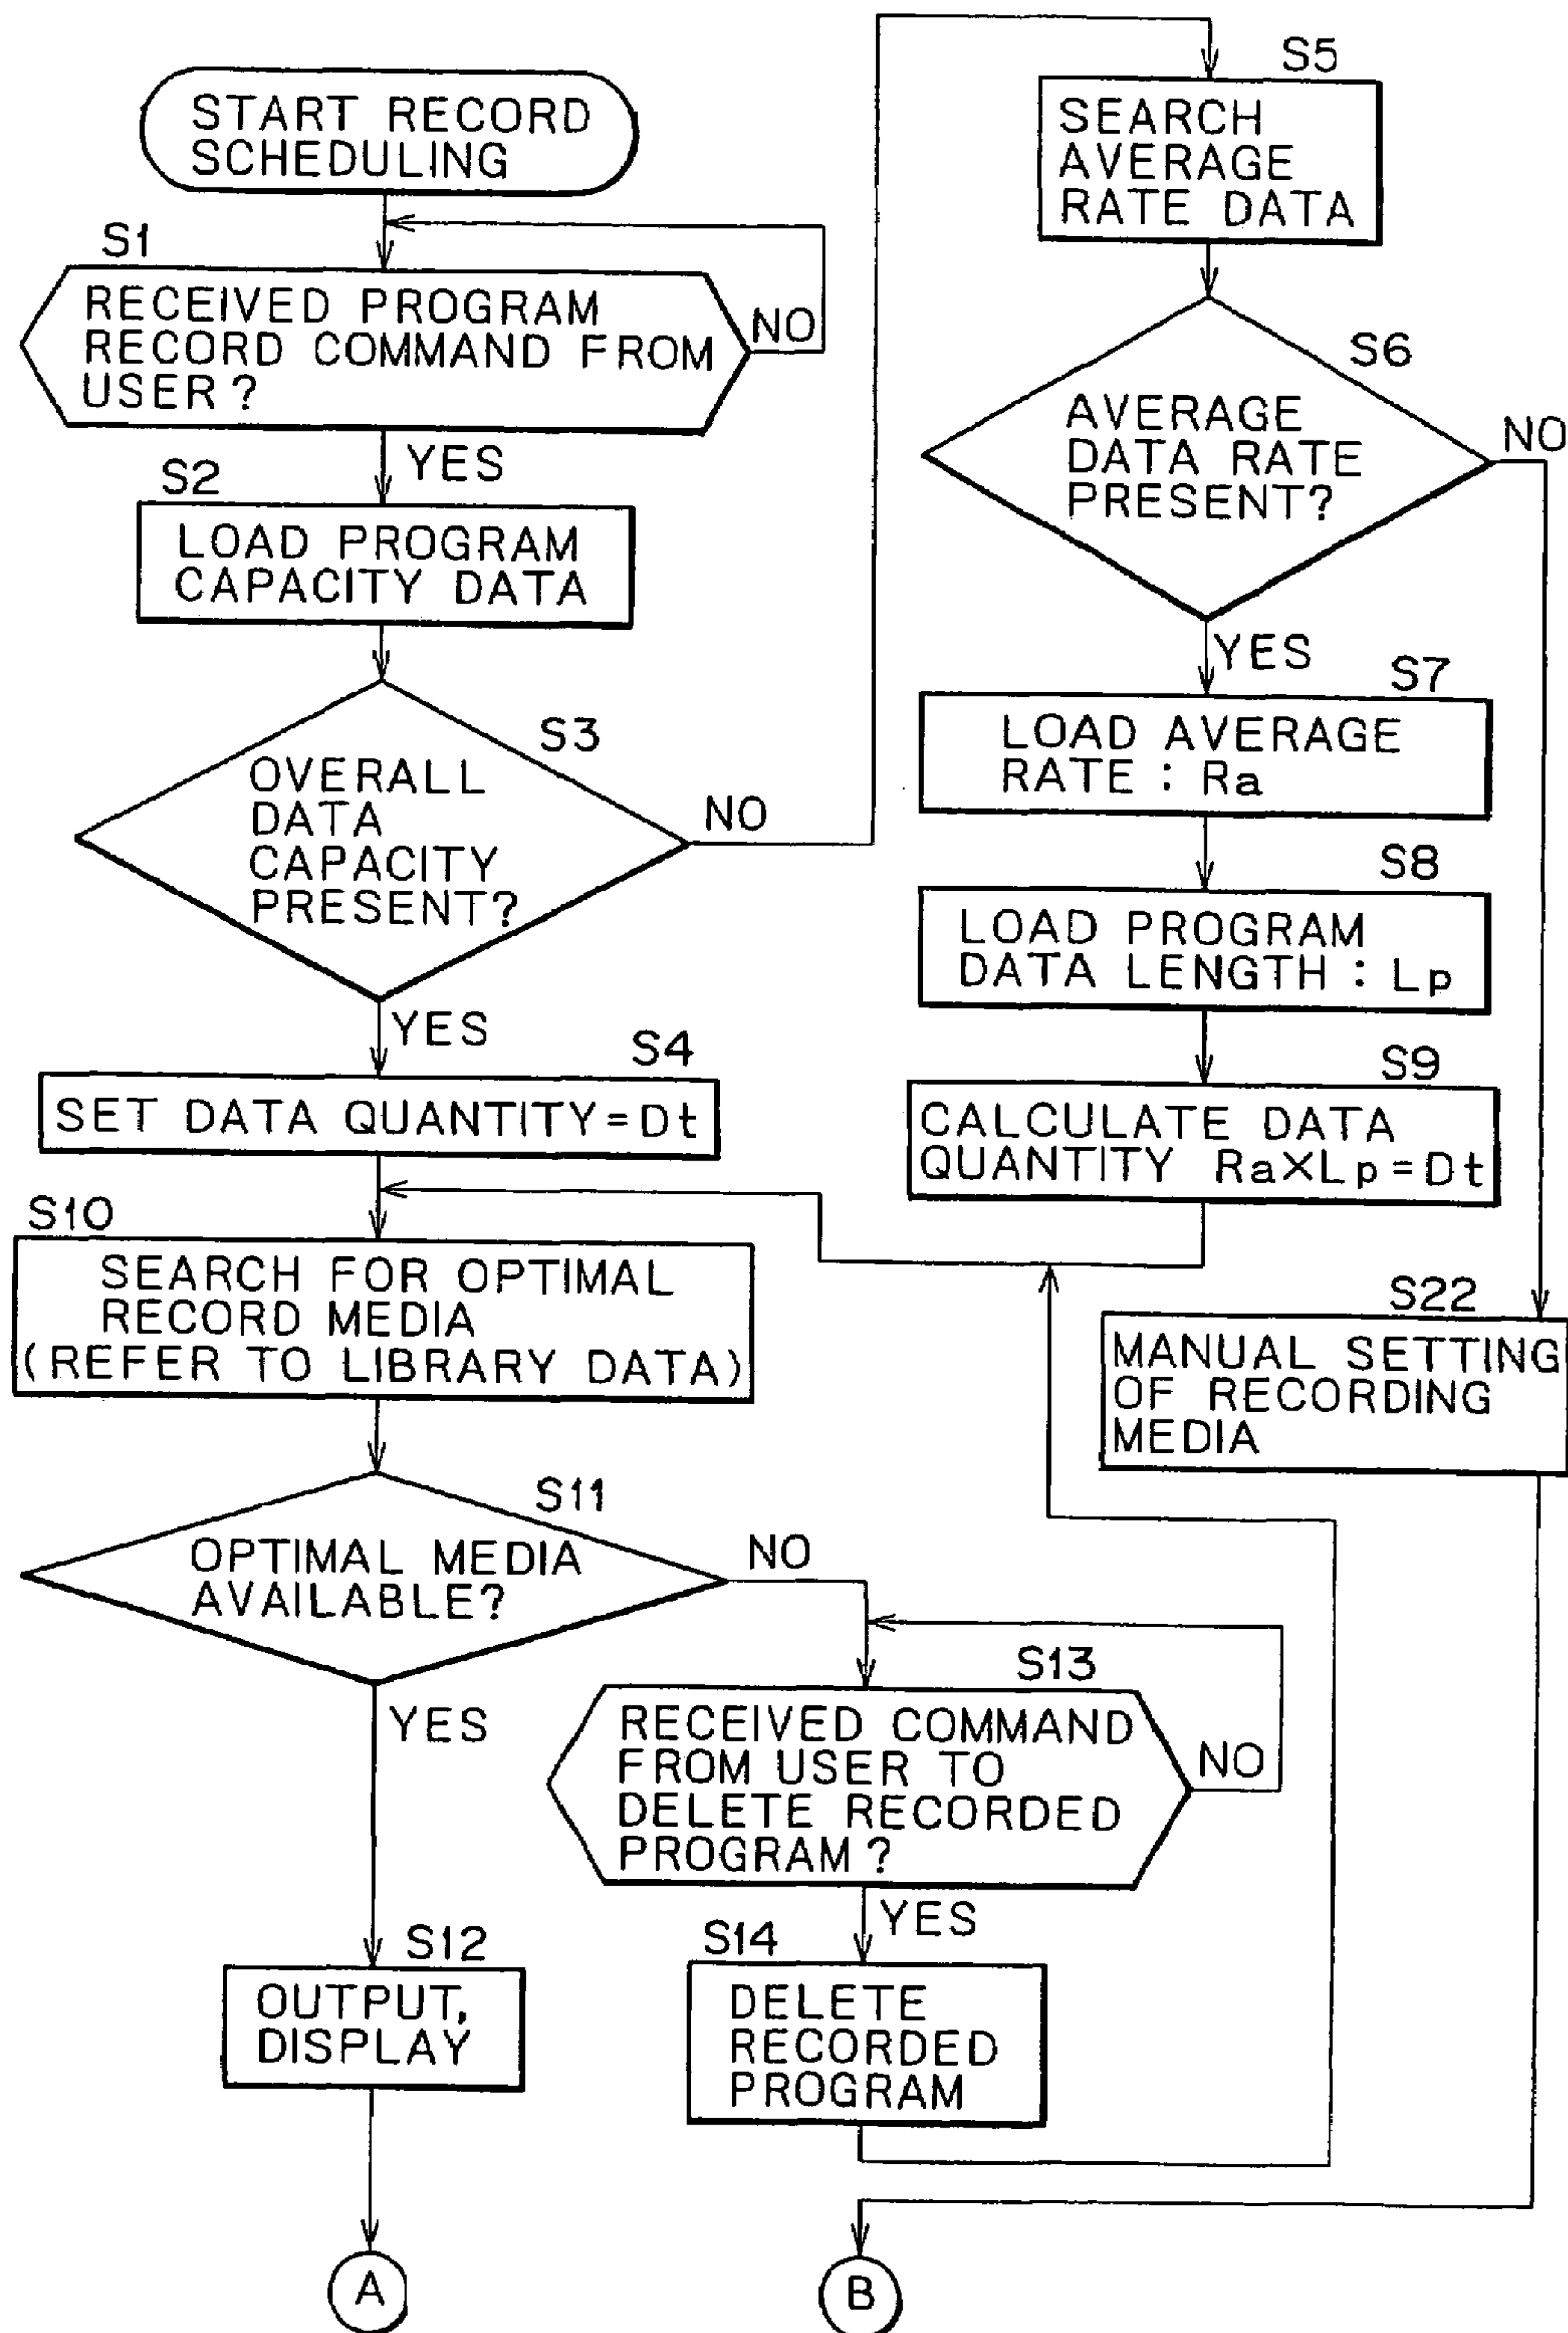 START RECORD
SCHEDULING
S1
RECEIVED PROGRAM
RECORD COMMAND FROM
USER?
NO
YES
S2
LOAD PROGRAM
CAPACITY DATA
S3
OVERALL
DATA
CAPACITY
PRESENT?
NO
YES
S4
SET DATA QUANTITY=Dt
S5
SEARCH
AVERAGE
RATE DATA
S6
AVERAGE
DATA RATE
PRESENT?
NO
YES
S7
LOAD AVERAGE
RATE : Ra
S8
LOAD PROGRAM
DATA LENGTH : Lp
S9
CALCULATE DATA
QUANTITY Ra×Lp=Dt
S10
SEARCH FOR OPTIMAL
RECORD MEDIA
(REFER TO LIBRARY DATA)
S22
MANUAL SETTING
OF RECORDING
MEDIA
S11
OPTIMAL MEDIA
AVAILABLE?
NO
YES
S13
RECEIVED COMMAND
FROM USER TO
DELETE RECORDED
PROGRAM?
NO
YES
S12
OUTPUT,
DISPLAY
S14
DELETE
RECORDED
PROGRAM
A
B